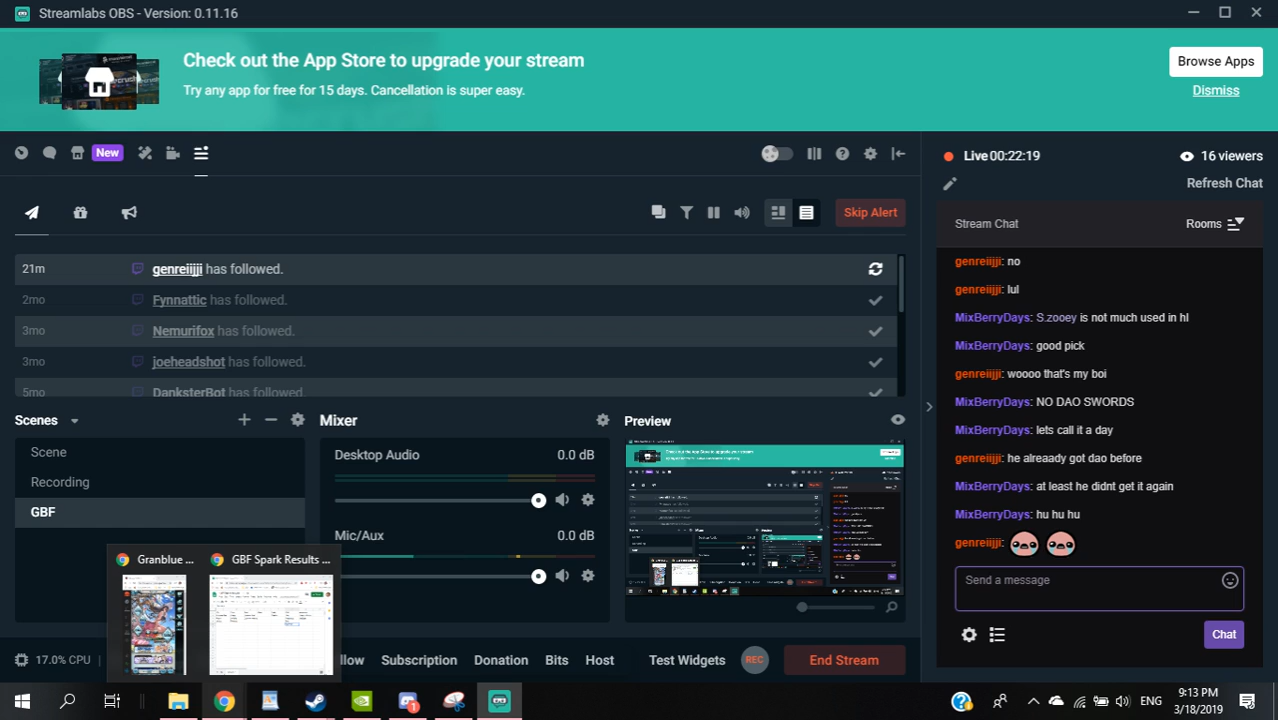 Streamlabs OBS - Version: 0.11.16
Check out the App Store to upgrade your stream
Try any app for free for 15 days. Cancellation is super easy.
Browse Apps
Dismiss
New
Live 00:22:19
16 viewers
Refresh Chat
Skip Alert
Stream Chat
Rooms
21m genreiijji has followed.
2mo Fynnattic has followed.
3mo Nemurifox has followed.
3mo joeheadshot has followed.
5mo DanksterBot has followed.
genreiijji: no
genreiijji: lul
MixBerryDays: S.zooey is not much used in hl
MixBerryDays: good pick
genreiijji: woooo that's my boi
MixBerryDays: NO DAO SWORDS
MixBerryDays: lets call it a day
genreiijji: he alreaady got dao before
MixBerryDays: at least he didnt get it again
MixBerryDays: hu hu hu
genreiijji:
Send a message
Chat
Scenes
Scene
Recording
GBF
Mixer
Desktop Audio
0.0 dB
Mic/Aux
0.0 dB
Preview
Granblue ...
GBF Spark Results ...
17.0% CPU
llow
Subscription
Donation
Bits
Host
Test Widgets
REC
End Stream
1
ENG
9:13 PM
3/18/2019